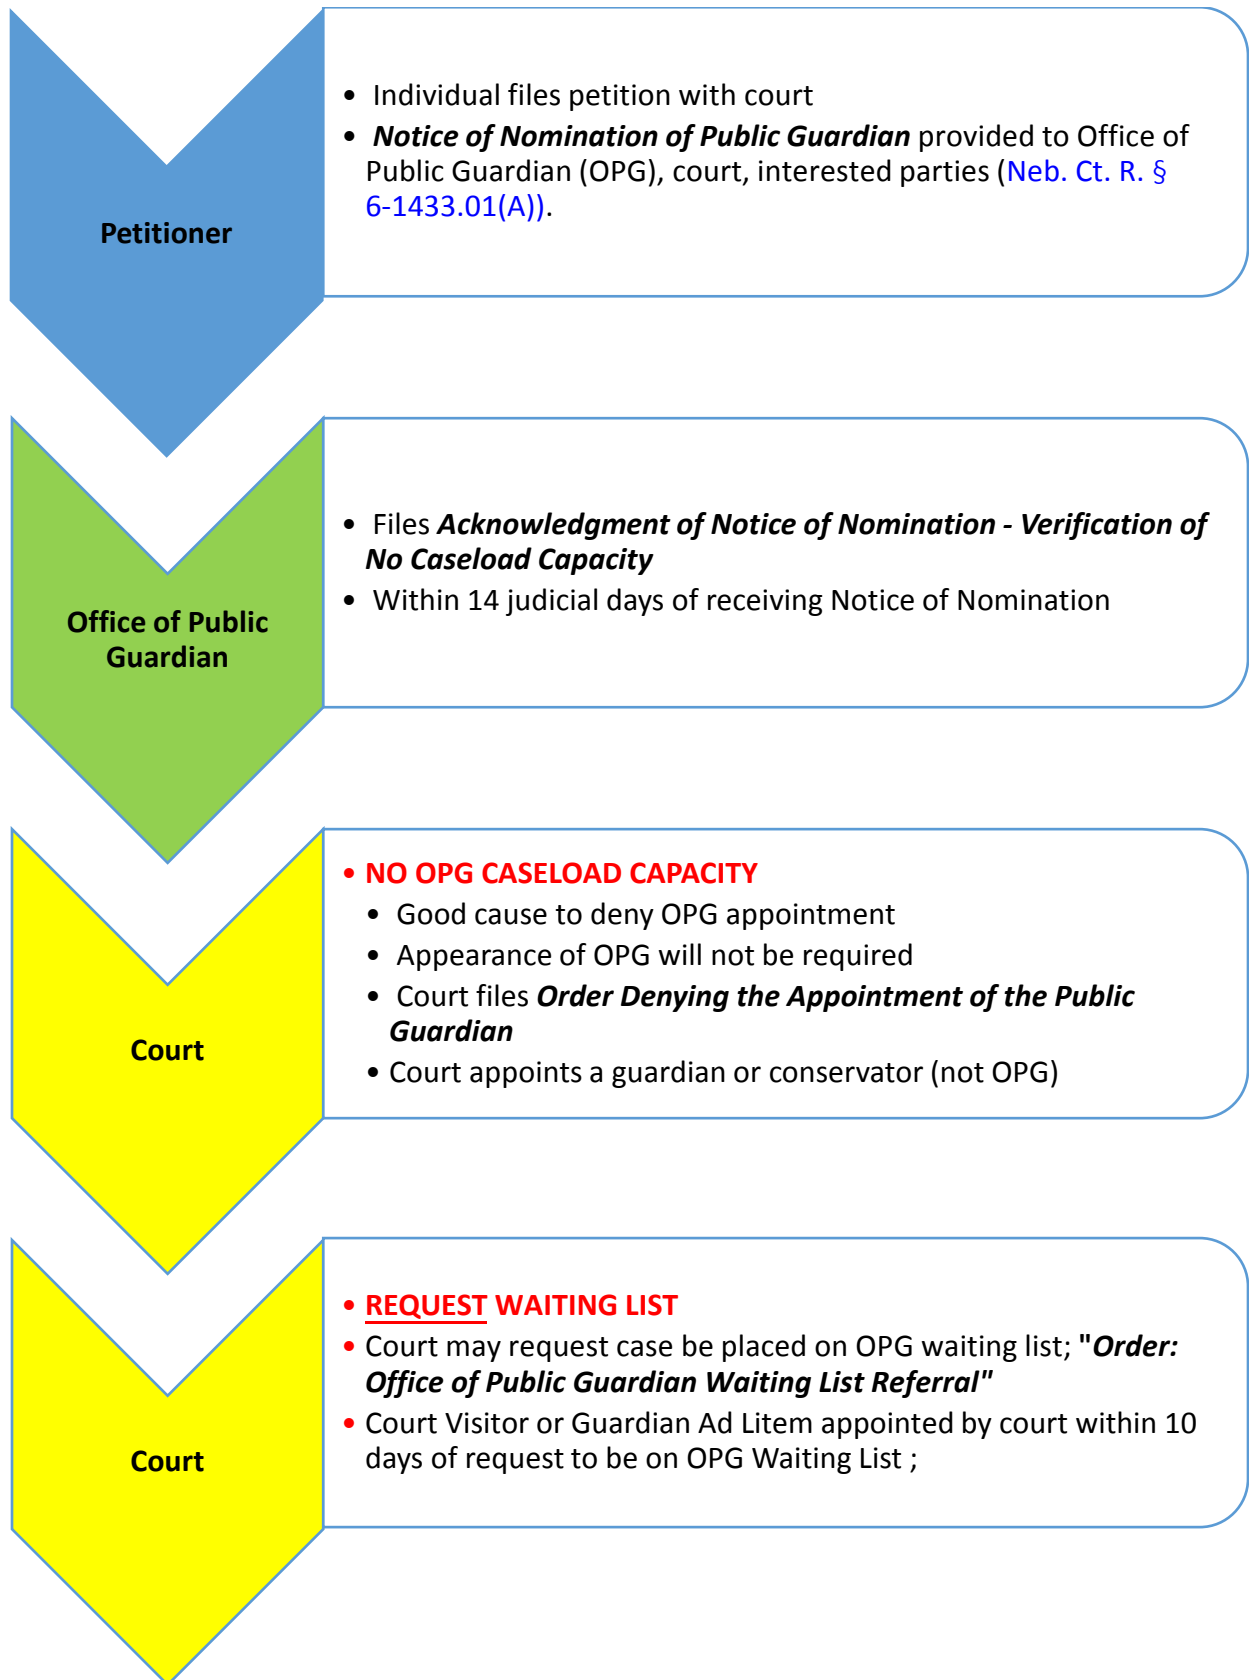 Petitioner
• Individual files petition with court
• Notice of Nomination of Public Guardian provided to Office of
Public Guardian (OPG), court, interested parties (Neb. Ct. R. §
6-1433.01(A)).
Office of Public
Guardian
• Files Acknowledgment of Notice of Nomination - Verification of
No Caseload Capacity
• Within 14 judicial days of receiving Notice of Nomination
Court
• NO OPG CASELOAD CAPACITY
• Good cause to deny OPG appointment
• Appearance of OPG will not be required
• Court files Order Denying the Appointment of the Public
Guardian
• Court appoints a guardian or conservator (not OPG)
Court
• REQUEST WAITING LIST
• Court may request case be placed on OPG waiting list; "Order:
Office of Public Guardian Waiting List Referral"
• Court Visitor or Guardian Ad Litem appointed by court within 10
days of request to be on OPG Waiting List ;